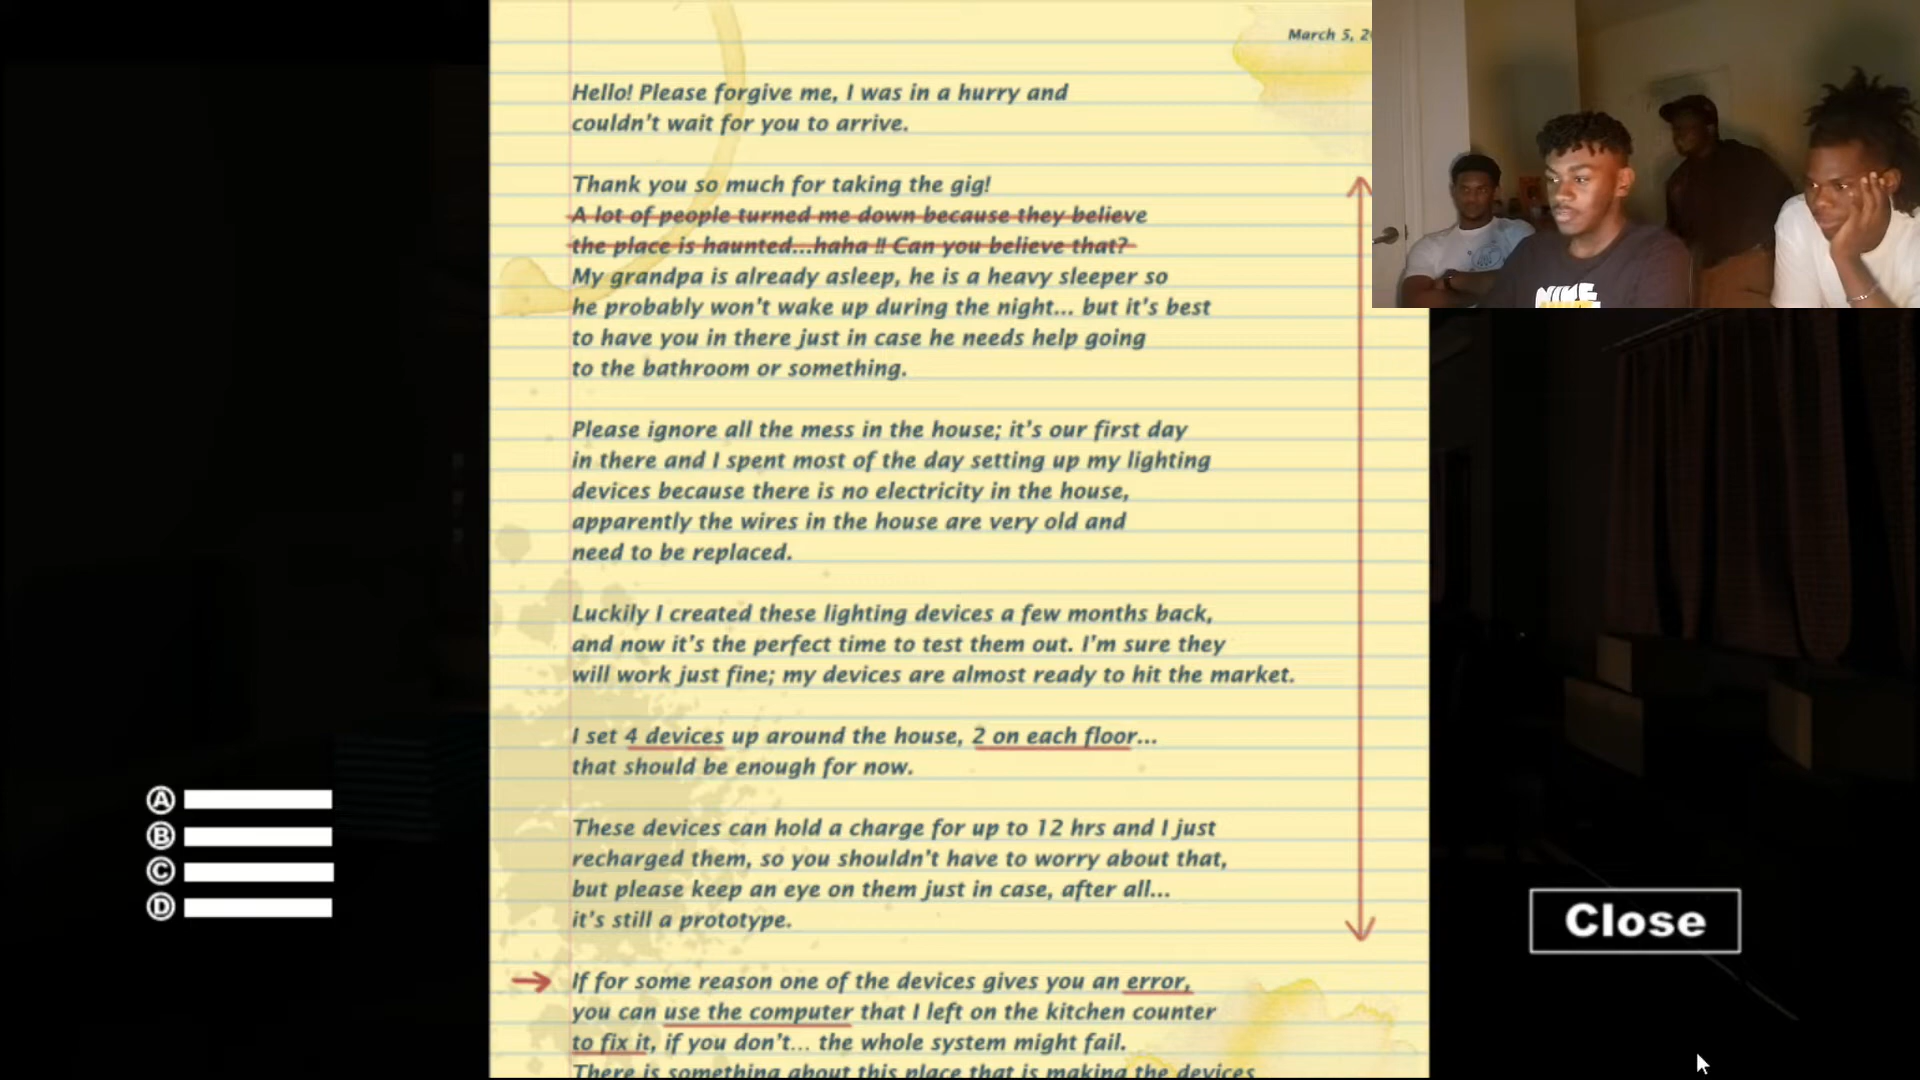 March 5, 2
Hello! Please forgive me, I was in a hurry and
couldn't wait for you to arrive.
Thank you so much for taking the gig!
A lot of people turned me down because they believe
the place is haunted...haha !! Can you believe that?
My grandpa is already asleep, he is a heavy sleeper so
he probably won't wake up during the night... but it's best
to have you in there just in case he needs help going
to the bathroom or something.
Please ignore all the mess in the house; it's our first day
in there and I spent most of the day setting up my lighting
devices because there is no electricity in the house,
apparently the wires in the house are very old and
need to be replaced.
Luckily I created these lighting devices a few months back,
and now it's the perfect time to test them out. I'm sure they
will work just fine; my devices are almost ready to hit the market.
I set 4 devices up around the house, 2 on each floor...
that should be enough for now.
These devices can hold a charge for up to 12 hrs and I just
recharged them, so you shouldn't have to worry about that,
but please keep an eye on them just in case, after all...
it's still a prototype.
If for some reason one of the devices gives you an error,
you can use the computer that I left on the kitchen counter
to fix it, if you don't... the whole system might fail.
There is something about this place that is making the devices
A
B
C
D
Close
NIKE